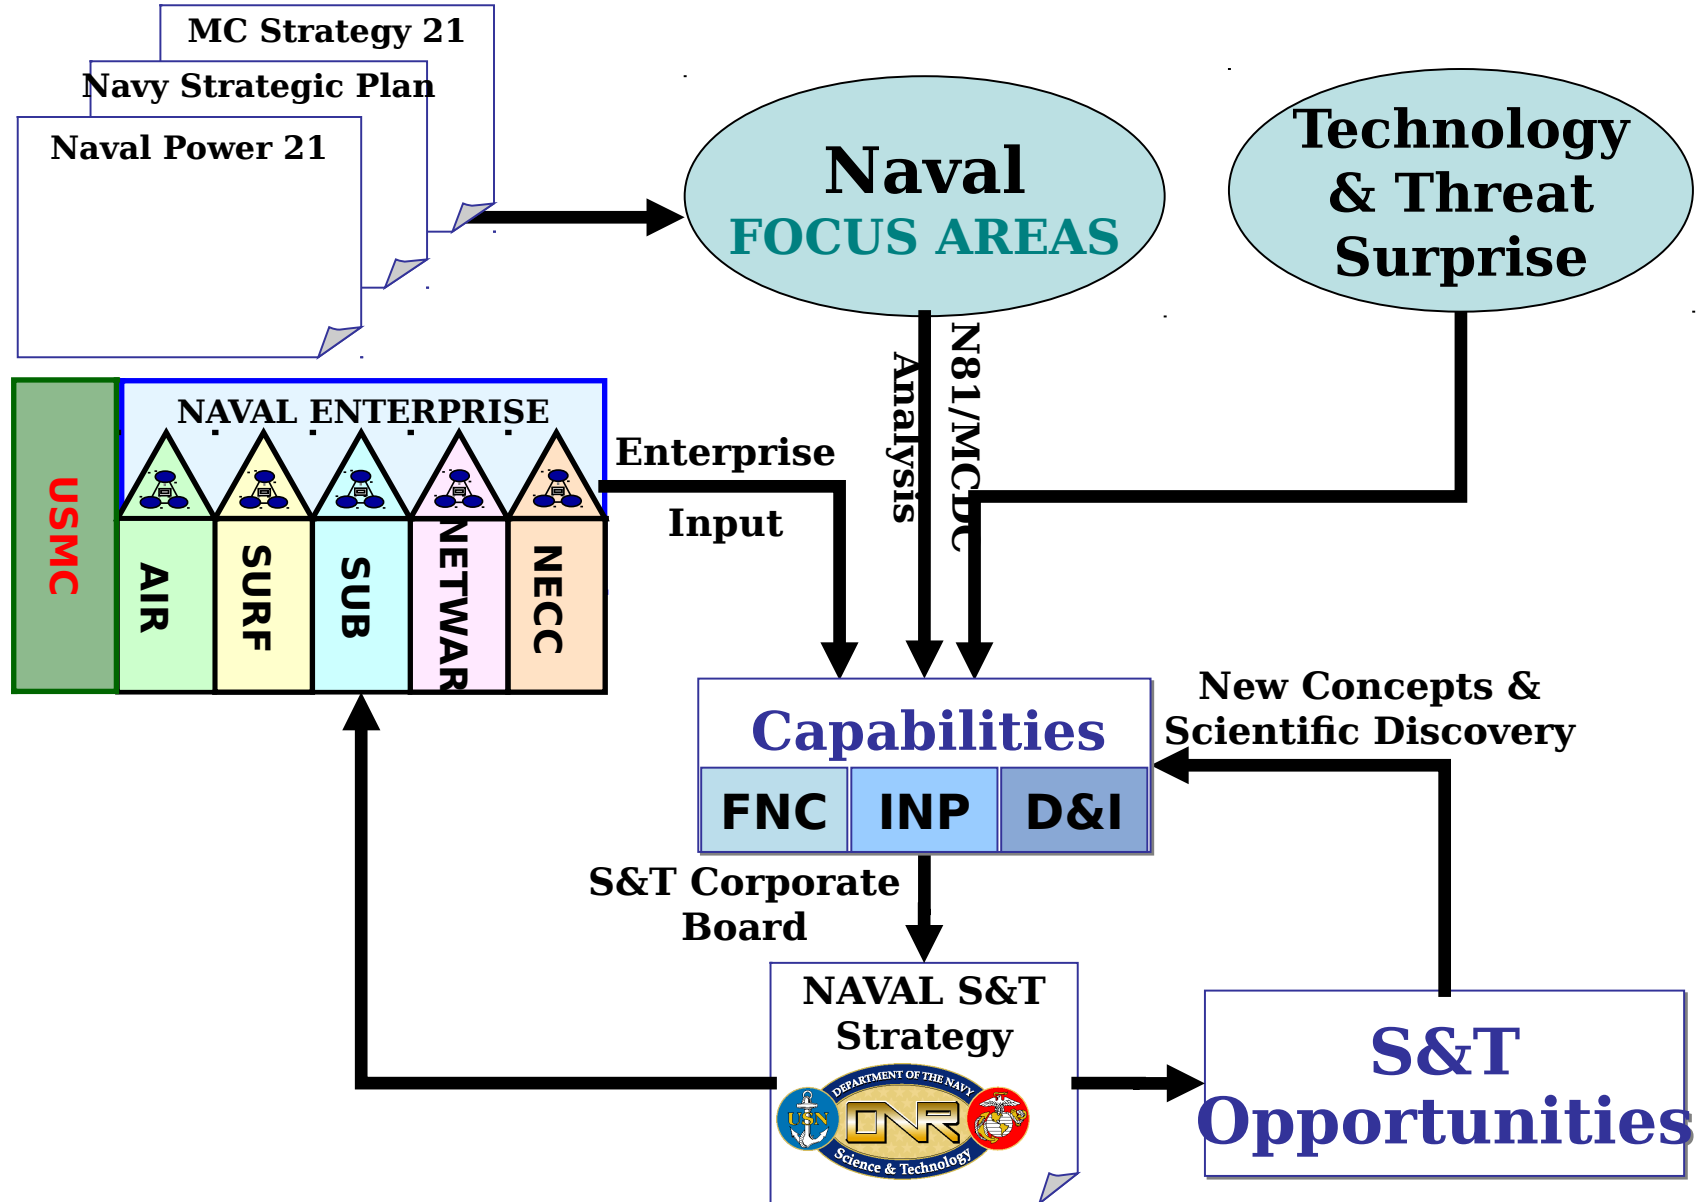 MC Strategy 21
Navy Strategic Plan
Naval Power 21
Naval
FOCUS AREAS
Technology
& Threat
Surprise
N81/MCDC
Analysis
USMC
NAVAL ENTERPRISE
AIR
SURF
SUB
NETWAR
NECC
Enterprise
Input
Capabilities
FNC
INP
D&I
New Concepts &
Scientific Discovery
S&T Corporate
Board
NAVAL S&T
Strategy
DEPARTMENT OF THE NAVY
USN
ONR
Science & Technology
S&T
Opportunities